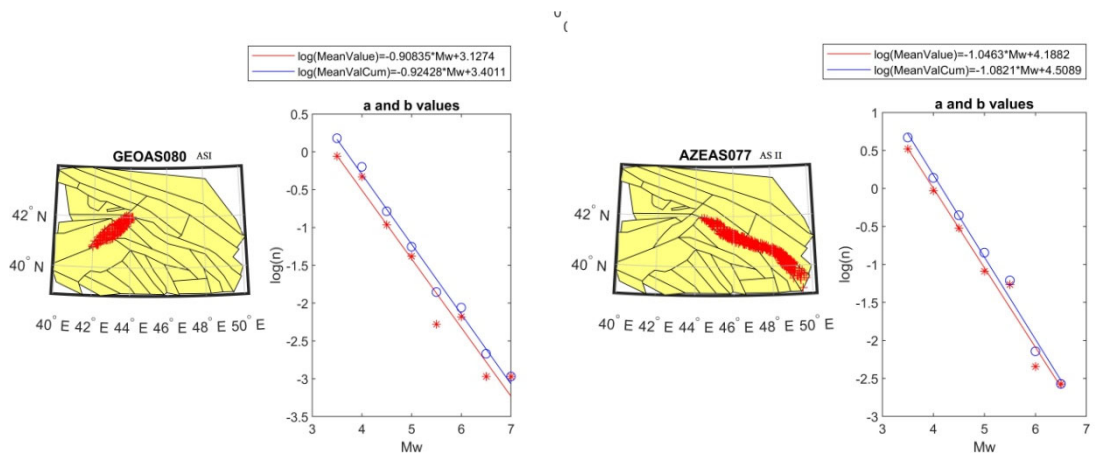 log(MeanValue)=-0.90835*Mw+3.1274
log(MeanValCum)=-0.92428*Mw+3.4011
a and b values
GEOAS080 ASI
42° N
40° N
40° E 42° E 44° E 46° E 48° E 50° E
0.5
0
-0.5
-1
-1.5
-2
-2.5
-3
-3.5
log(n)
3 4 5 6 7
Mw
log(MeanValue)=-1.0463*Mw+4.1882
log(MeanValCum)=-1.0821*Mw+4.5089
a and b values
AZEAS077 AS II
42° N
40° N
40° E 42° E 44° E 46° E 48° E 50° E
1
0.5
0
-0.5
-1
-1.5
-2
-2.5
-3
log(n)
3 4 5 6 7
Mw